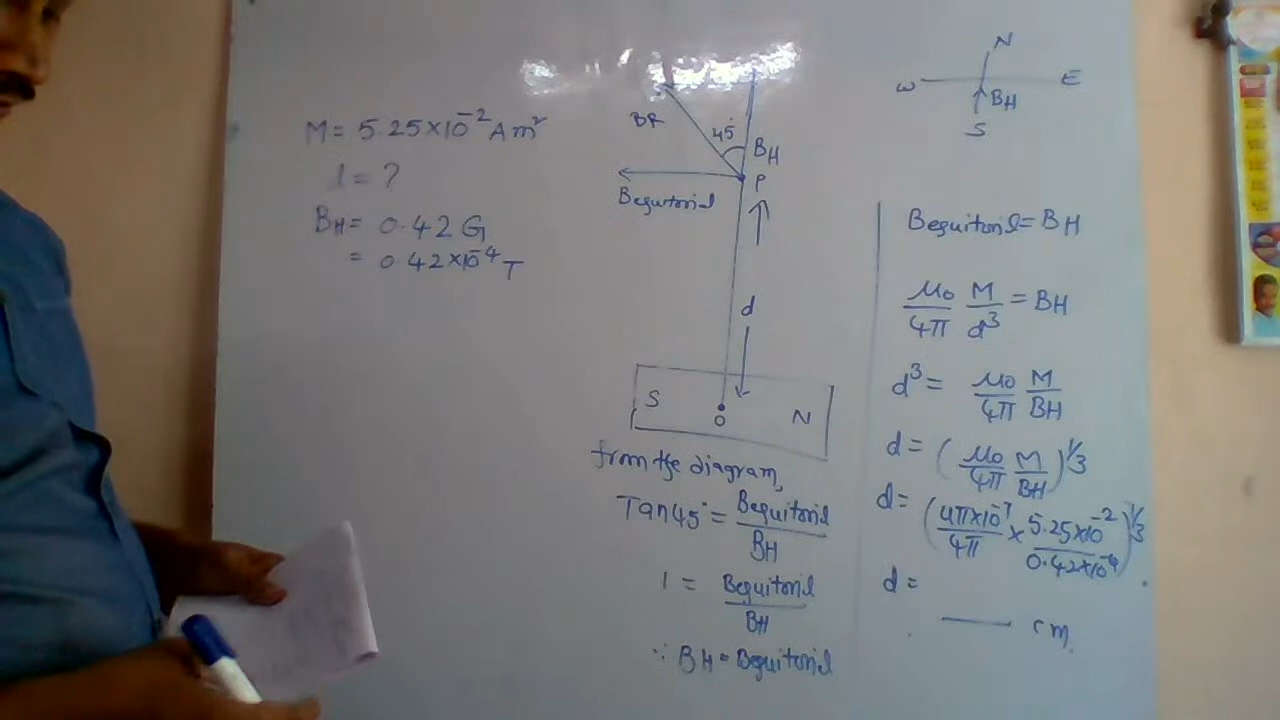 M = 5.25×10⁻² Am²
l = ?
BH = 0.42 G
= 0.42×10⁻⁴ T
BR
45°
BH
Bequitorial
P
d
S
O
N
from the diagram,
Tan45° = Bequitorial / BH
1 = Bequitorial / BH
∵ BH = Bequitorial
N
W
E
BH
S
Bequitorial = BH
μ₀/4π M/d³ = BH
d³ = μ₀/4π M/BH
d = (μ₀/4π M/BH)^1/3
d = (4π×10⁻⁷/4π × 5.25×10⁻²/0.42×10⁻⁴)^1/3
d =
____ cm